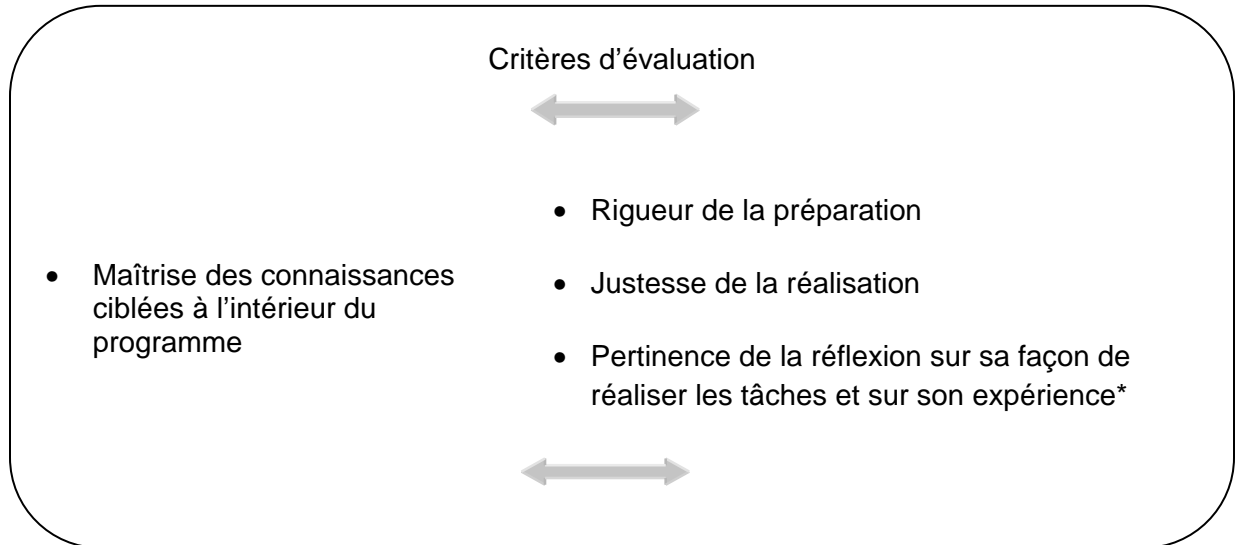 Critères d’évaluation
• Maîtrise des connaissances
ciblées à l’intérieur du
programme
• Rigueur de la préparation
• Justesse de la réalisation
• Pertinence de la réflexion sur sa façon de
réaliser les tâches et sur son expérience*